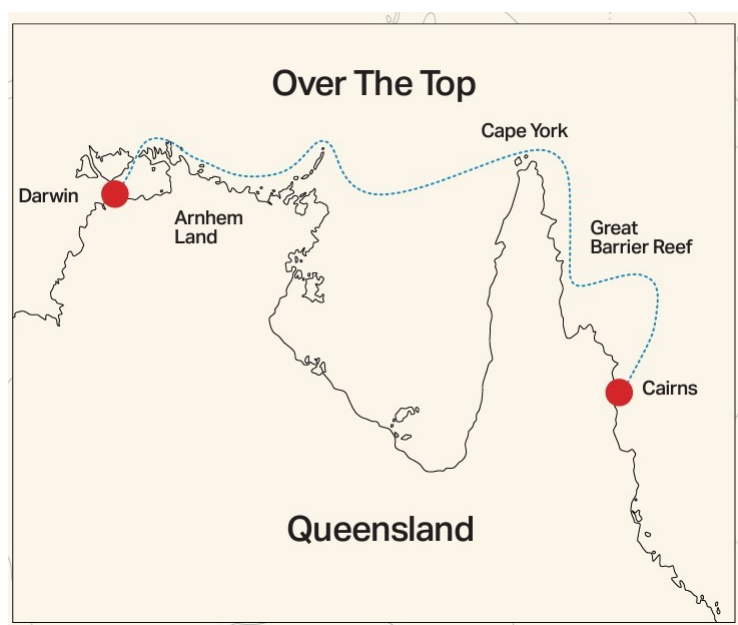 Over The Top
Cape York
Darwin
Arnhem
Land
Great
Barrier Reef
Cairns
Queensland